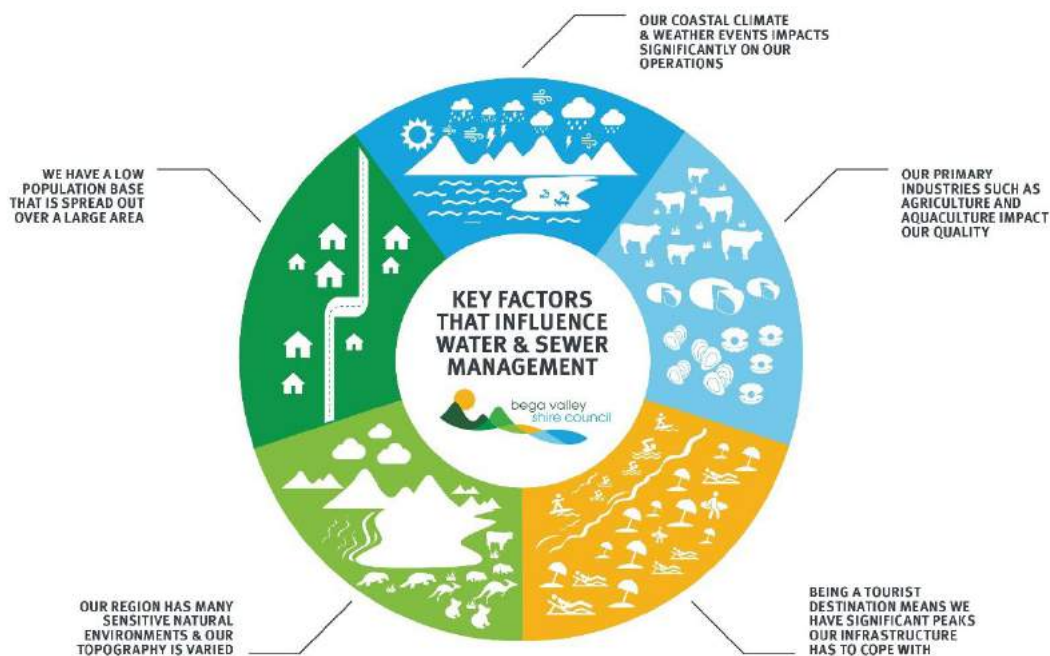 OUR COASTAL CLIMATE
& WEATHER EVENTS IMPACTS
SIGNIFICANTLY ON OUR
OPERATIONS
WE HAVE A LOW
POPULATION BASE
THAT IS SPREAD OUT
OVER A LARGE AREA
OUR PRIMARY
INDUSTRIES SUCH AS
AGRICULTURE AND
AQUACULTURE IMPACT
OUR QUALITY
KEY FACTORS
THAT INFLUENCE
WATER & SEWER
MANAGEMENT
bega valley
shire council
OUR REGION HAS MANY
SENSITIVE NATURAL
ENVIRONMENTS & OUR
TOPOGRAPHY IS VARIED
BEING A TOURIST
DESTINATION MEANS WE
HAVE SIGNIFICANT PEAKS
OUR INFRASTRUCTURE
HAS TO COPE WITH